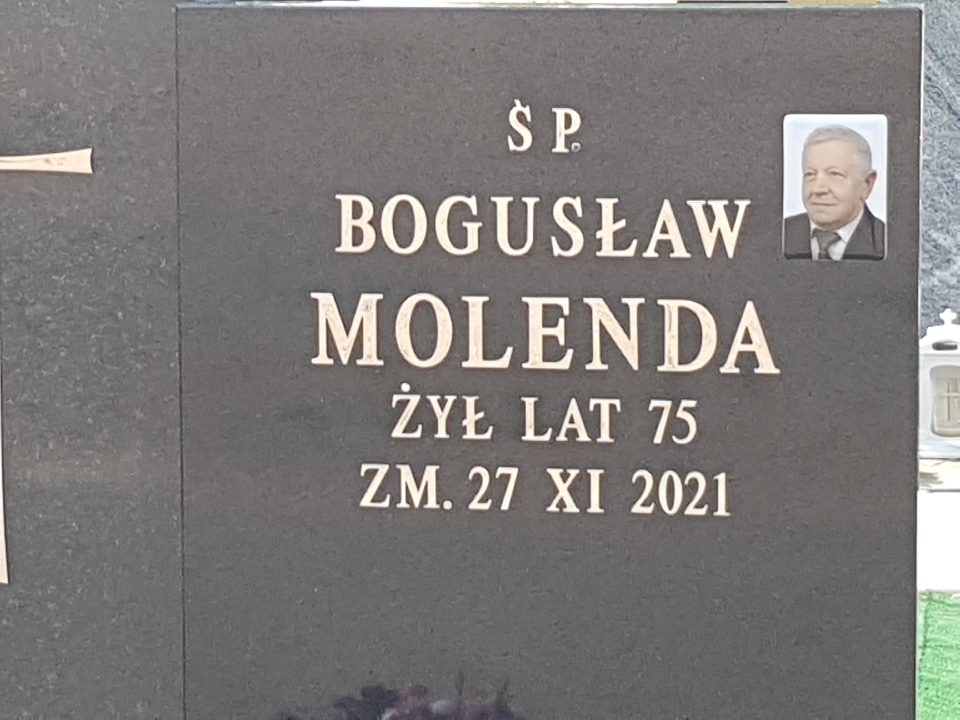 Ś P.
BOGUSŁAW
MOLENDA
ŻYŁ LAT 75
ZM. 27 XI 2021